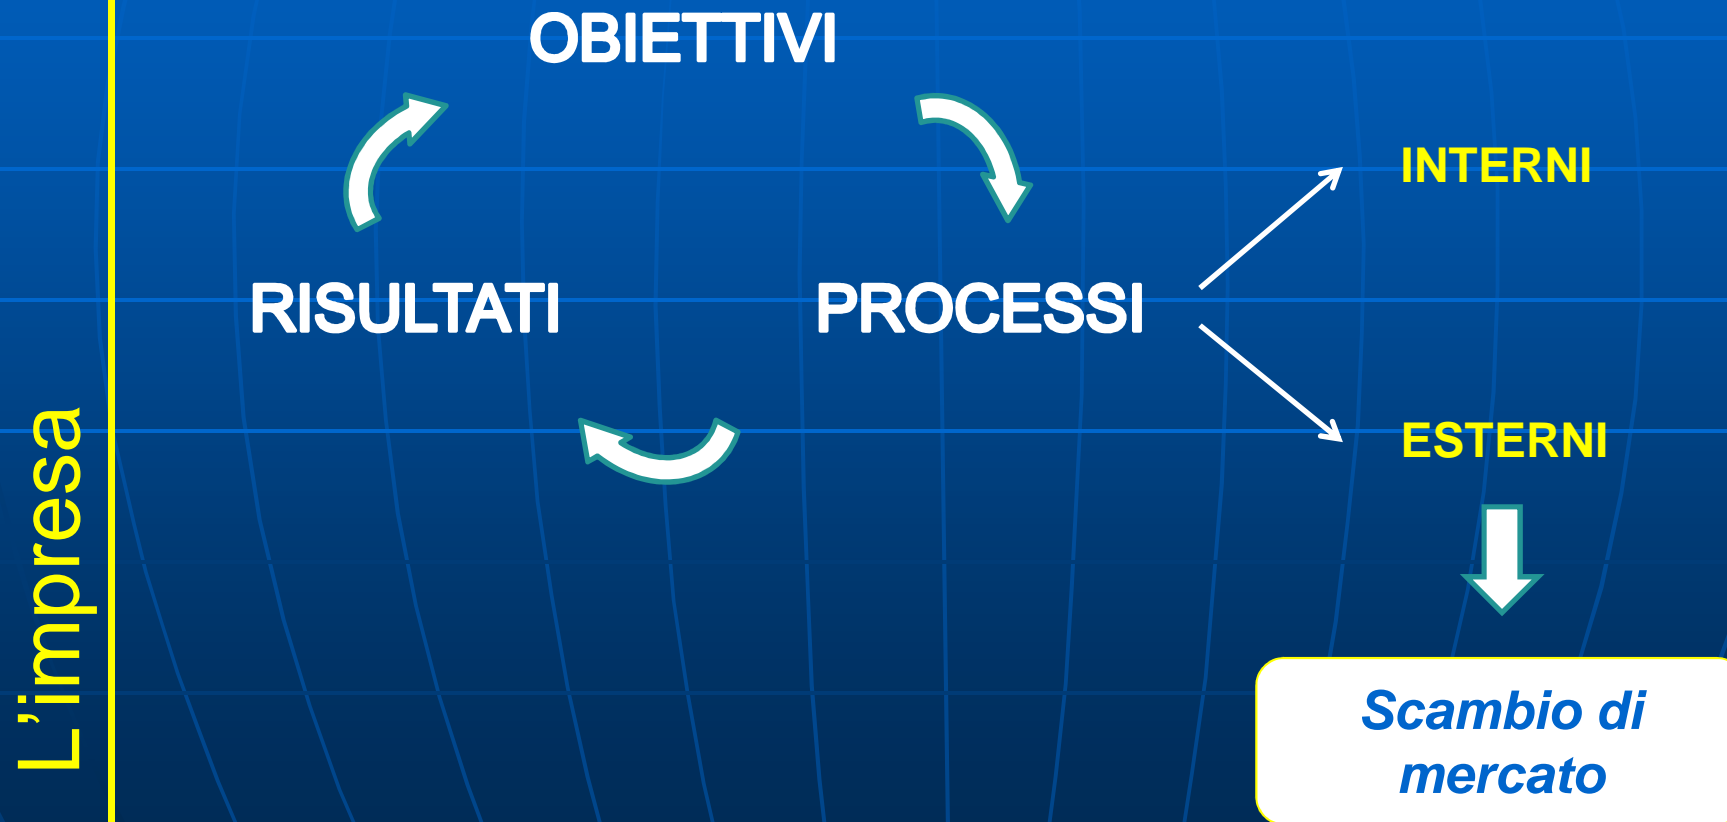 L'impresa
OBIETTIVI
RISULTATI
PROCESSI
INTERNI
ESTERNI
Scambio di
mercato